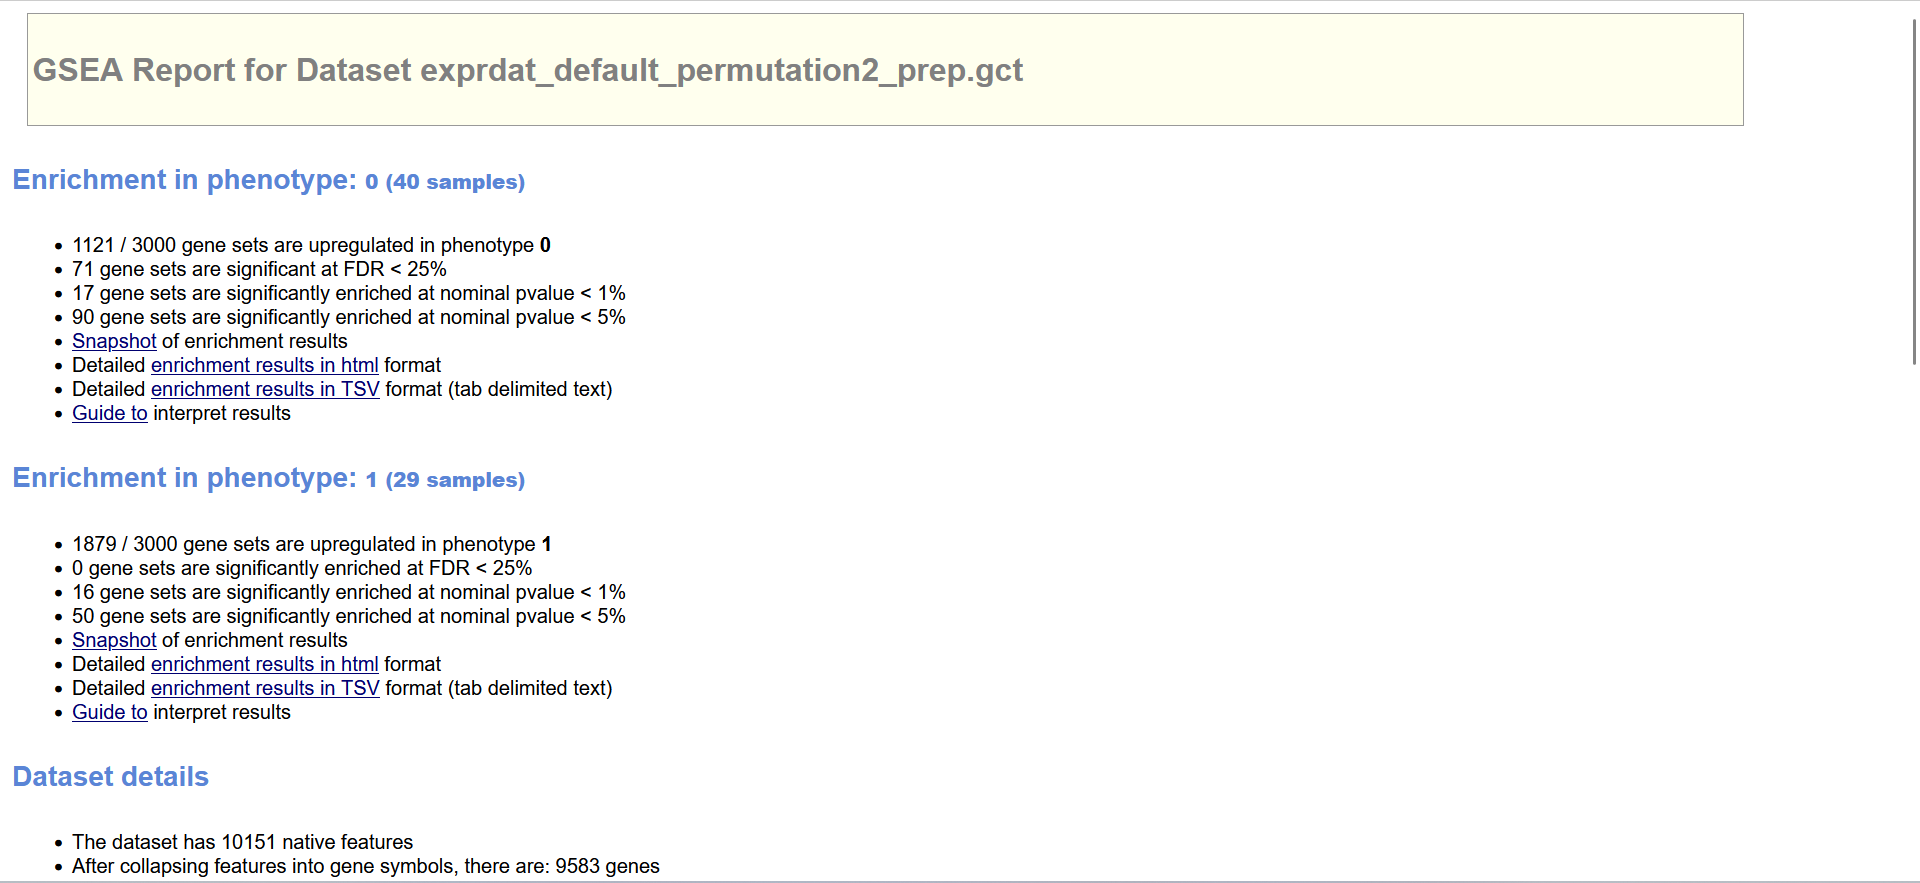 GSEA Report for Dataset exprdat_default_permutation2_prep.gct
Enrichment in phenotype: 0 (40 samples)
• 1121 / 3000 gene sets are upregulated in phenotype 0
• 71 gene sets are significant at FDR < 25%
• 17 gene sets are significantly enriched at nominal pvalue < 1%
• 90 gene sets are significantly enriched at nominal pvalue < 5%
• Snapshot of enrichment results
• Detailed enrichment results in html format
• Detailed enrichment results in TSV format (tab delimited text)
• Guide to interpret results
Enrichment in phenotype: 1 (29 samples)
• 1879 / 3000 gene sets are upregulated in phenotype 1
• 0 gene sets are significantly enriched at FDR < 25%
• 16 gene sets are significantly enriched at nominal pvalue < 1%
• 50 gene sets are significantly enriched at nominal pvalue < 5%
• Snapshot of enrichment results
• Detailed enrichment results in html format
• Detailed enrichment results in TSV format (tab delimited text)
• Guide to interpret results
Dataset details
• The dataset has 10151 native features
• After collapsing features into gene symbols, there are: 9583 genes